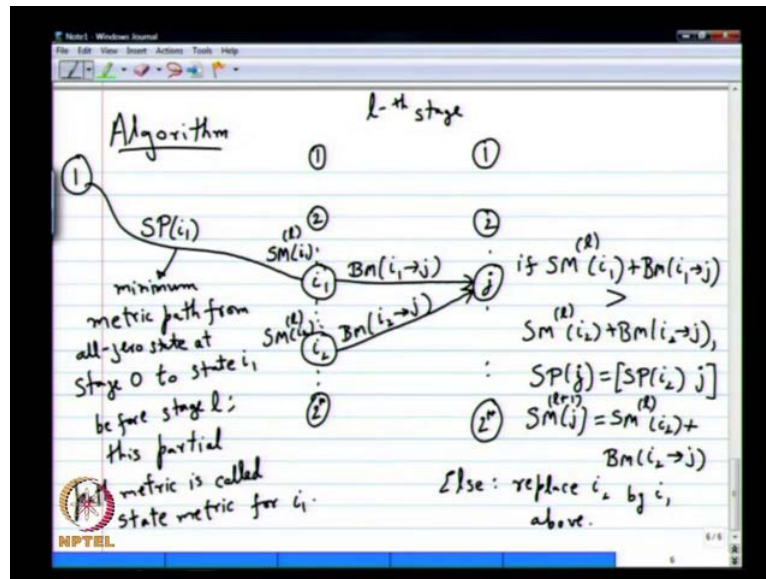 Note1 - Windows Journal
File Edit View Insert Actions Tools Help
Algorithm
l-th stage
1
1
1
SP(i₁)
2
2
SM^(l)(i₁)
i₁
BM(i₁→j)
j
if SM^(l)(i₁)+BM(i₁→j)
>
SM^(l)(i₂)+BM(i₂→j),
SP(j)=[SP(i₂) j]
SM^(l+1)(j)=SM^(l)(i₂)+
BM(i₂→j)
Else: replace i₂ by i₁
above.
SM^(l)(i₂)
i₂
BM(i₂→j)
minimum
metric path from
all-zero state at
stage 0 to state i₁
before stage l;
this partial
path metric is called
state metric for i₁.
NPTEL
6/6
6